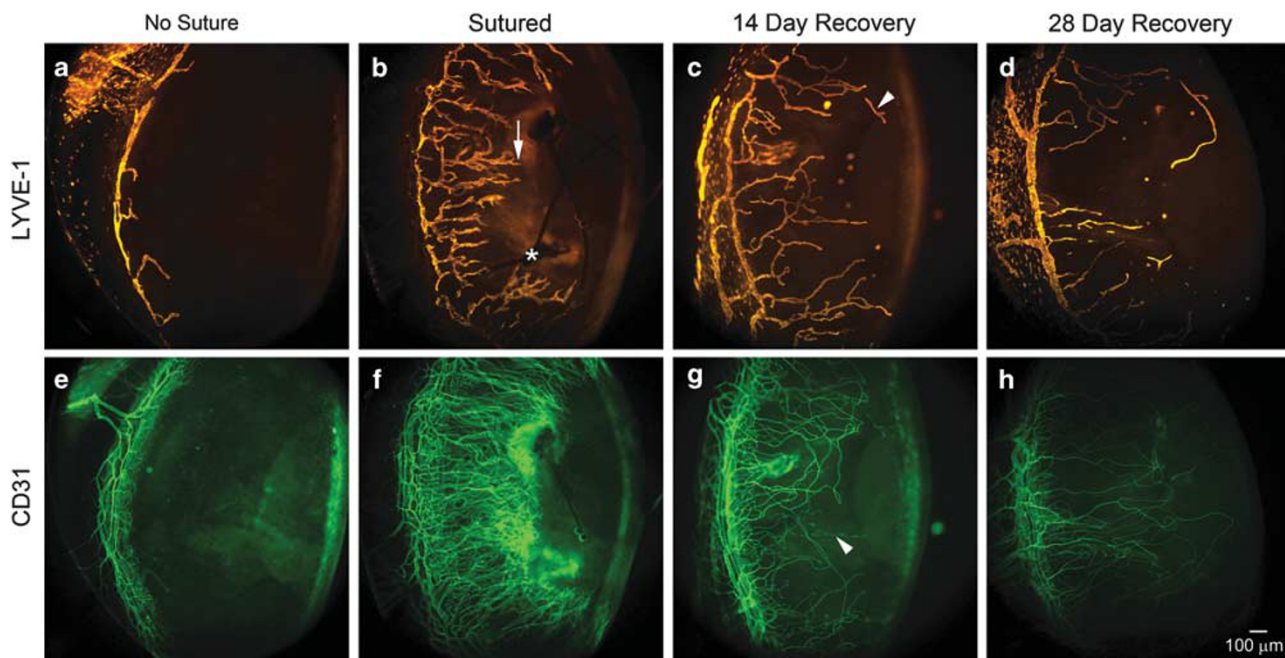 No Suture Sutured 14 Day Recovery 28 Day Recovery
LYVE-1
a b c d
*
CD31
e f g h
100 μm